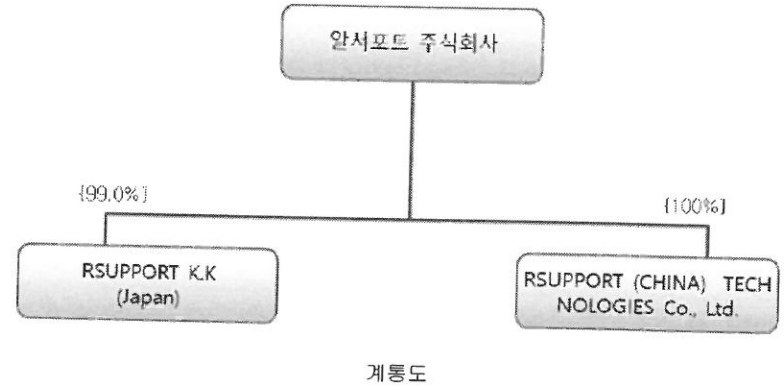 알서포트 주식회사
[99.0%]
[100%]
RSUPPORT K.K
(Japan)
RSUPPORT (CHINA) TECH
NOLOGIES Co., Ltd.
계통도